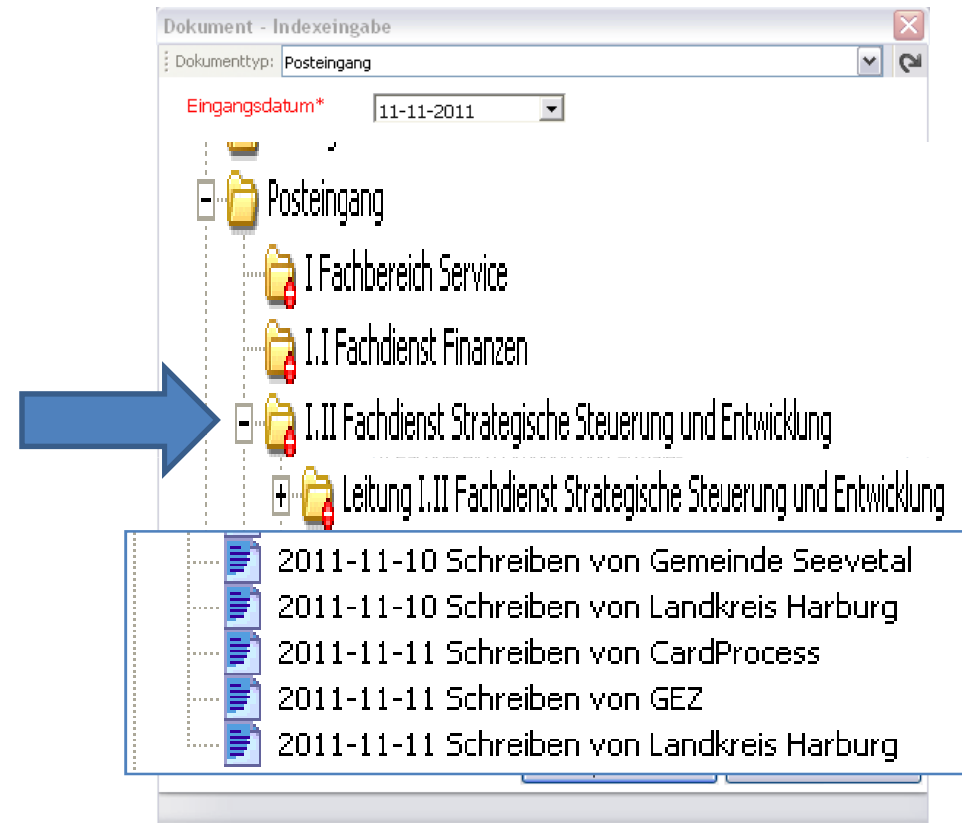 Dokument - Indexeingabe
Dokumenttyp: Posteingang
Eingangsdatum* 11-11-2011
Posteingang
I Fachbereich Service
I.I Fachdienst Finanzen
I.II Fachdienst Strategische Steuerung und Entwicklung
Leitung I.II Fachdienst Strategische Steuerung und Entwicklung
2011-11-10 Schreiben von Gemeinde Seevetal
2011-11-10 Schreiben von Landkreis Harburg
2011-11-11 Schreiben von CardProcess
2011-11-11 Schreiben von GEZ
2011-11-11 Schreiben von Landkreis Harburg